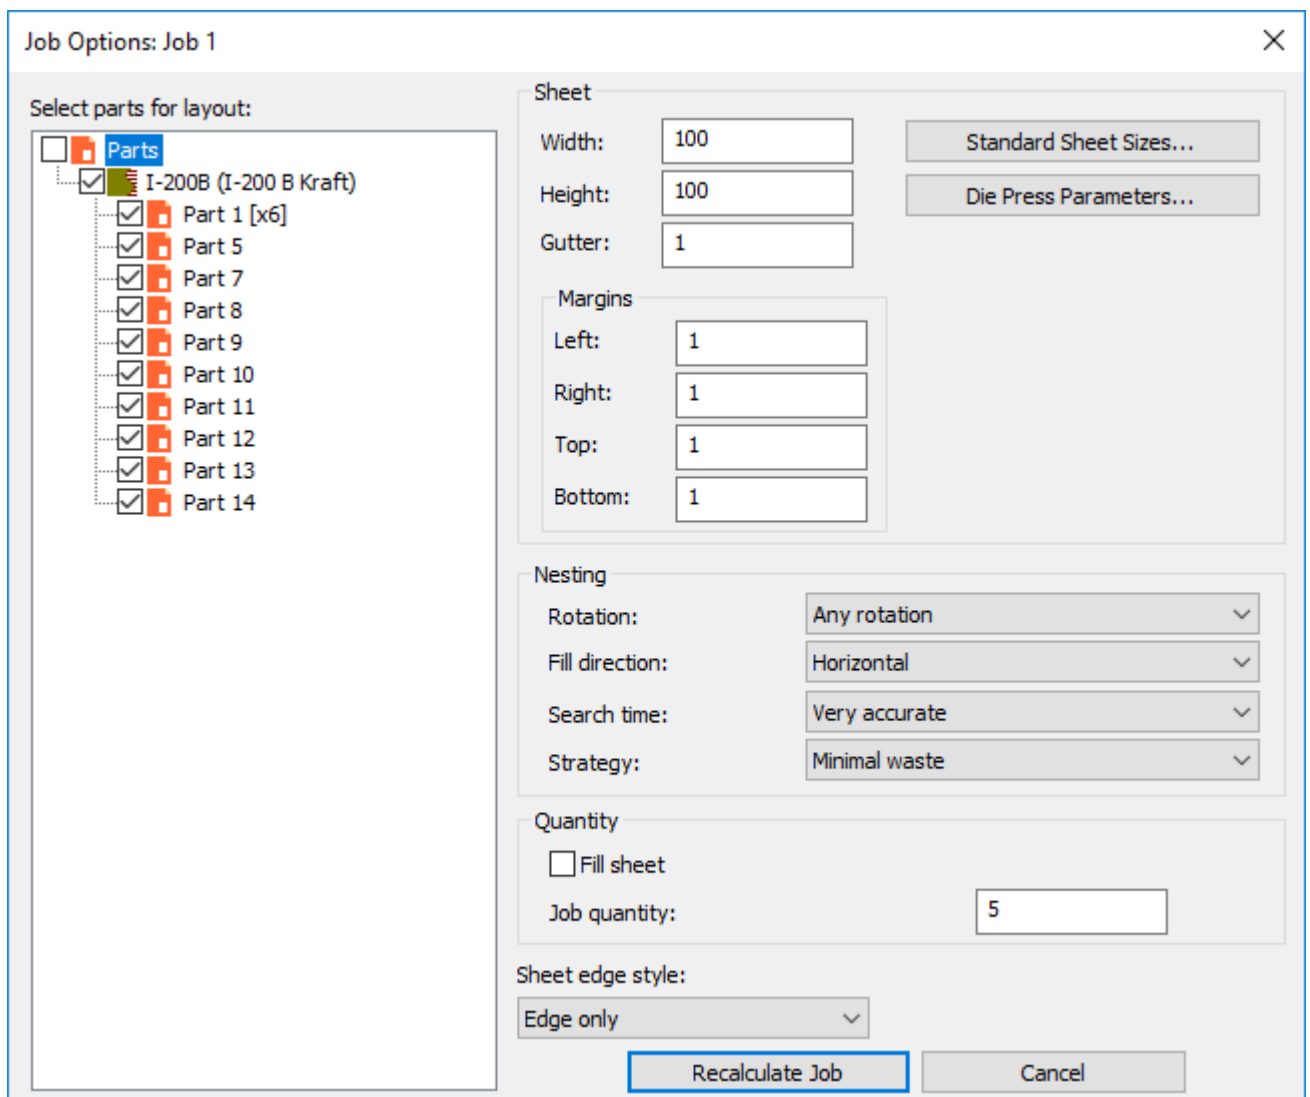 Job Options: Job 1
Select parts for layout:
Parts
I-200B (I-200 B Kraft)
Part 1 [x6]
Part 5
Part 7
Part 8
Part 9
Part 10
Part 11
Part 12
Part 13
Part 14
Sheet
Width: 100 Standard Sheet Sizes...
Height: 100 Die Press Parameters...
Gutter: 1
Margins
Left: 1
Right: 1
Top: 1
Bottom: 1
Nesting
Rotation: Any rotation
Fill direction: Horizontal
Search time: Very accurate
Strategy: Minimal waste
Quantity
Fill sheet
Job quantity: 5
Sheet edge style:
Edge only
Recalculate Job Cancel